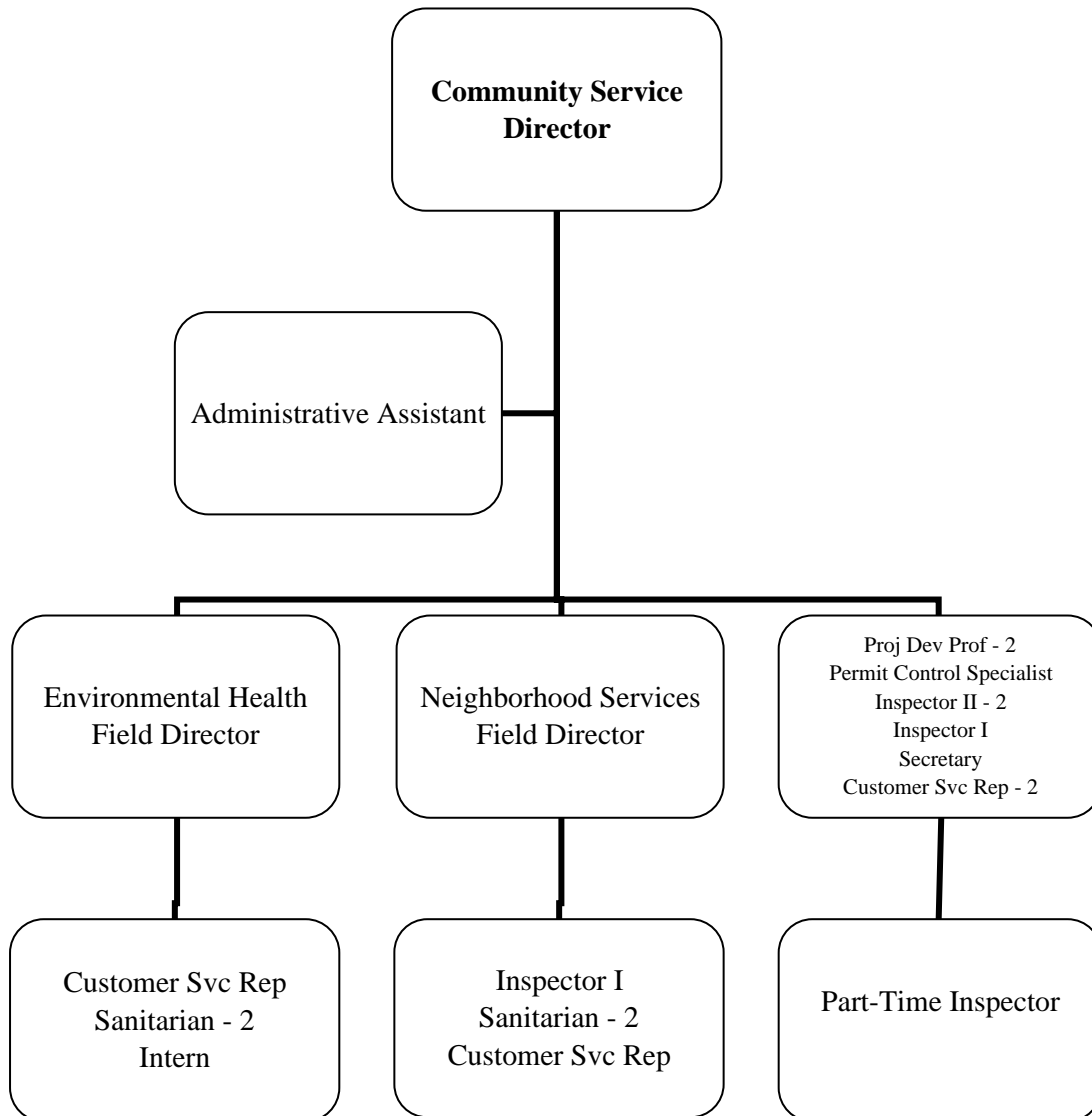 Community Service
Director
Administrative Assistant
Environmental Health
Field Director
Neighborhood Services
Field Director
Proj Dev Prof - 2
Permit Control Specialist
Inspector II - 2
Inspector I
Secretary
Customer Svc Rep - 2
Customer Svc Rep
Sanitarian - 2
Intern
Inspector I
Sanitarian - 2
Customer Svc Rep
Part-Time Inspector